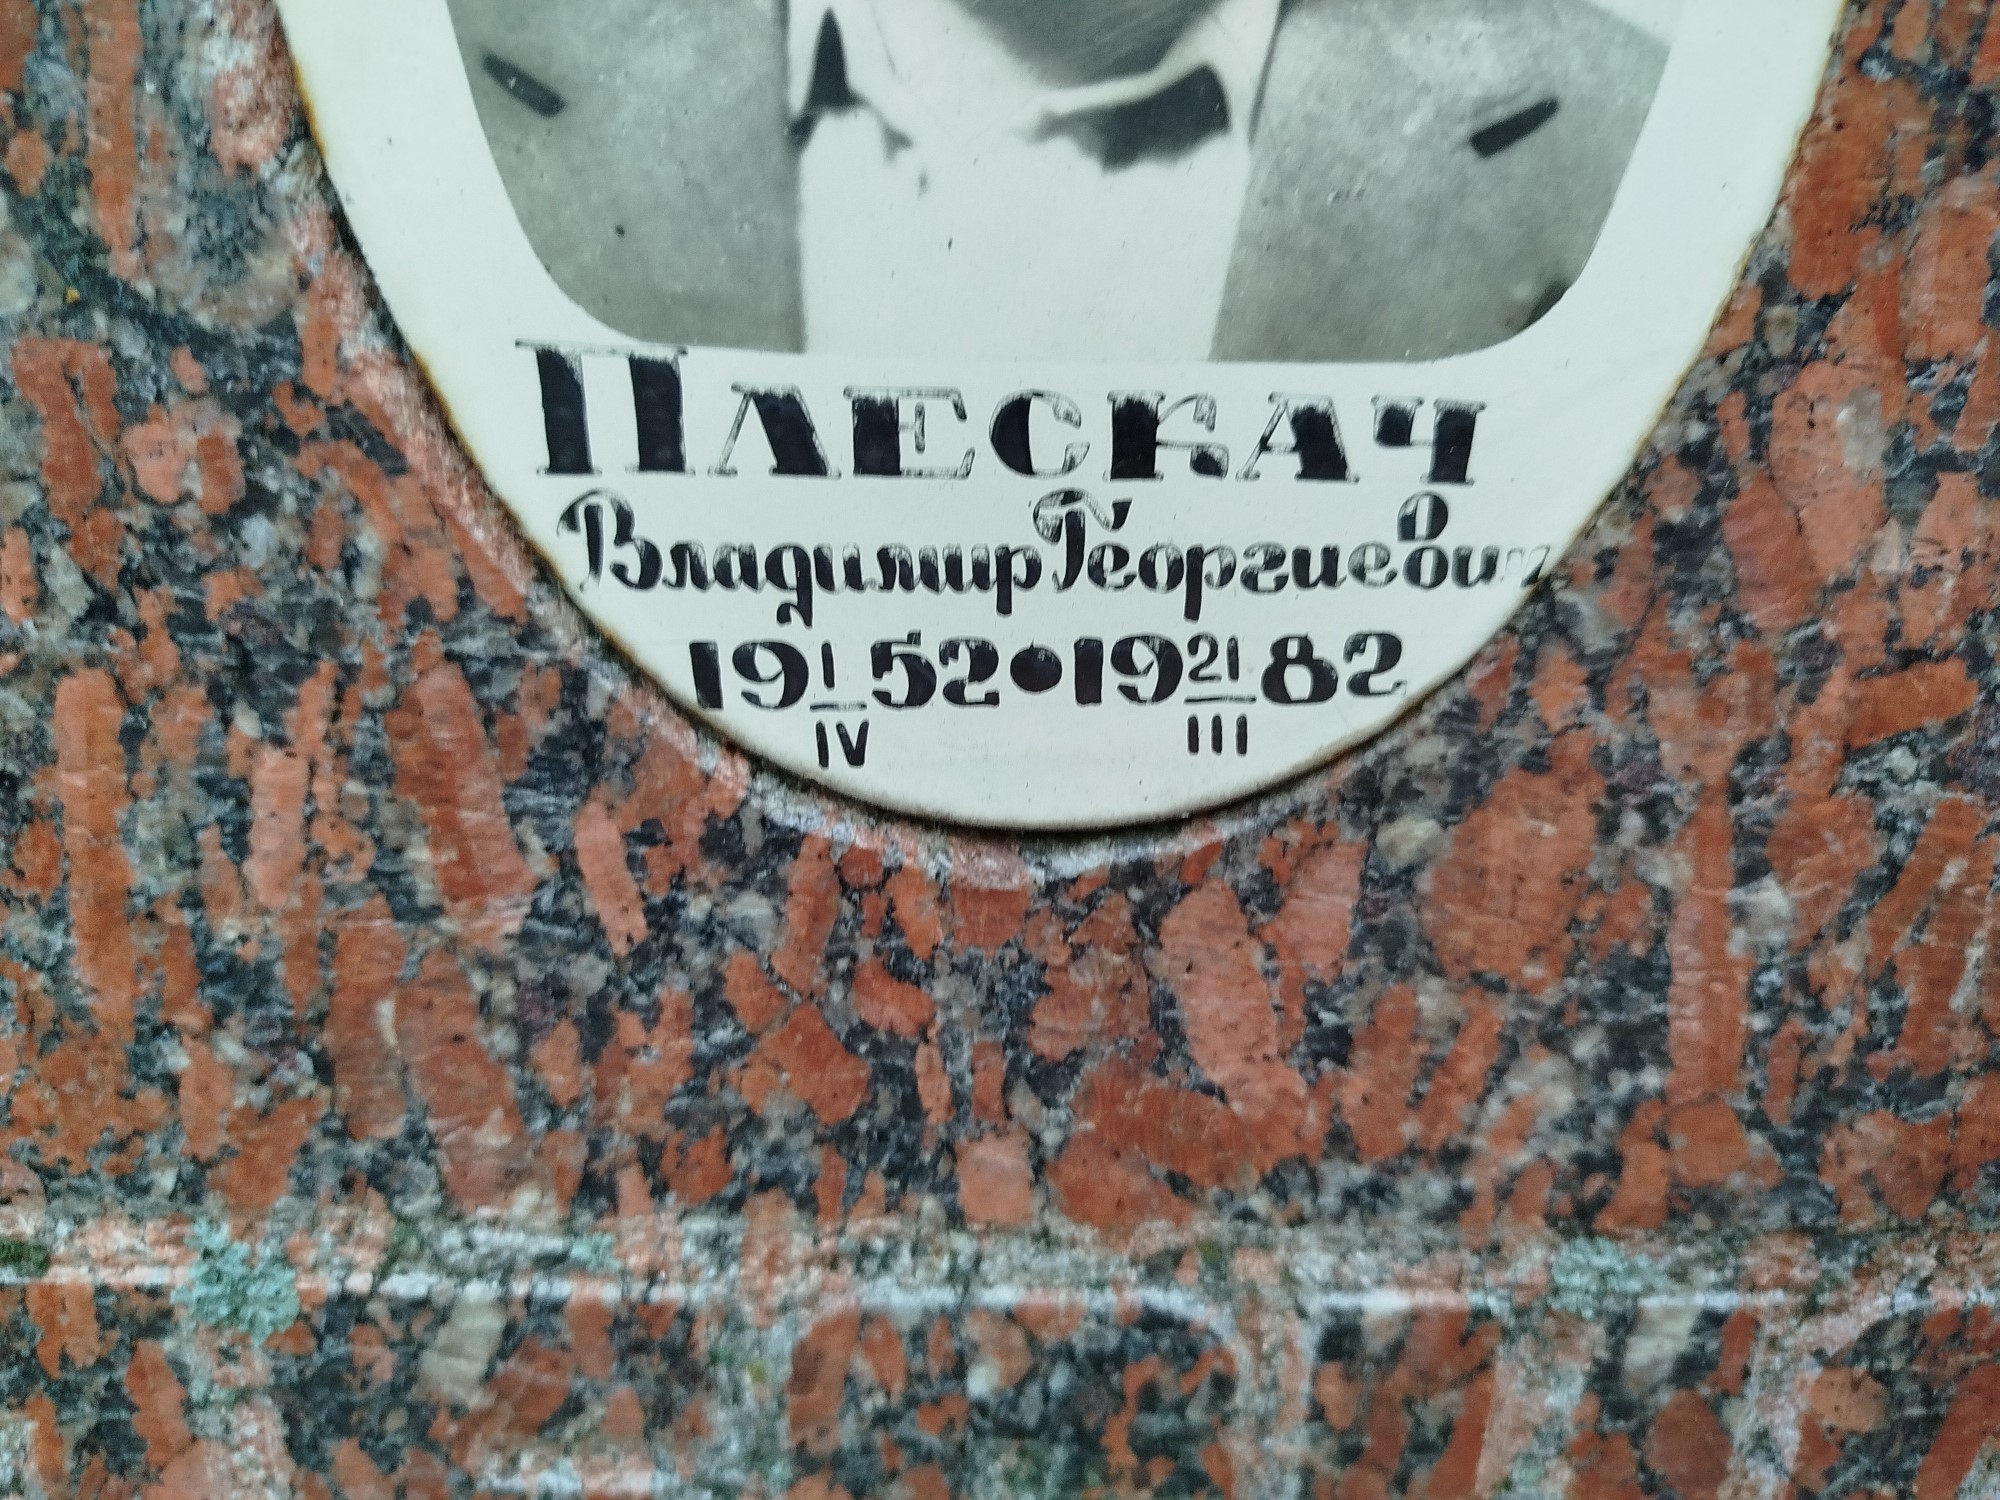 ПЛЕСКАЧ
Владимир Георгиевич
19 1/IV 52 • 19 21/III 82